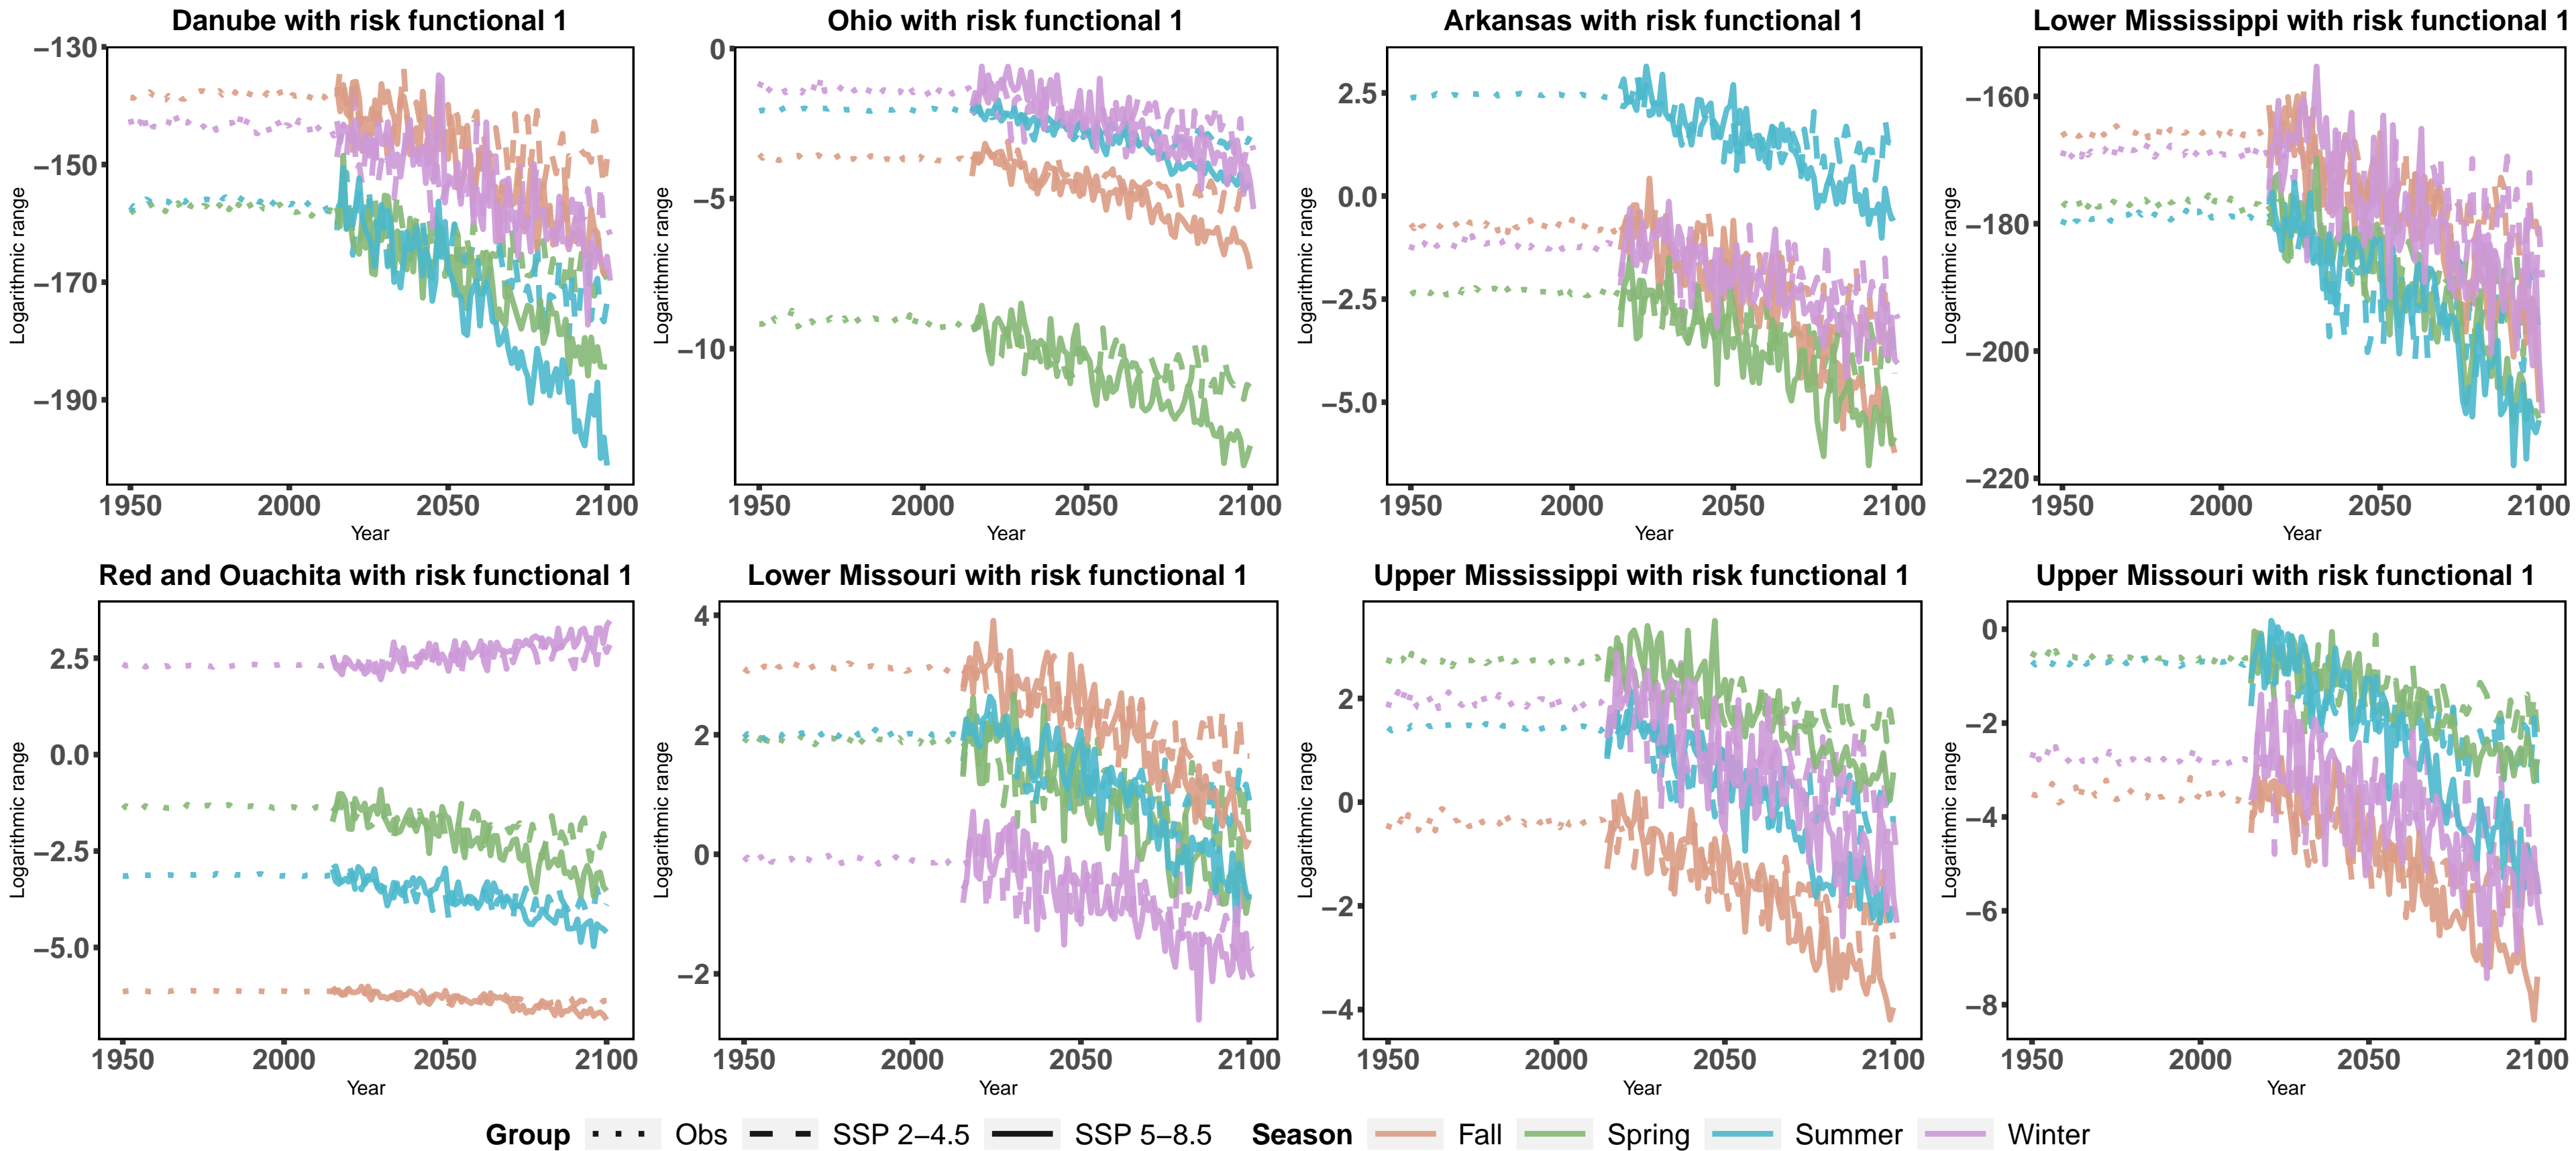 Danube with risk functional 1
Ohio with risk functional 1
Arkansas with risk functional 1
Lower Mississippi with risk functional 1
−130
−150
−170
−190
Logarithmic range
1950 2000 2050 2100
Year
0
−5
−10
Logarithmic range
1950 2000 2050 2100
Year
2.5
0.0
−2.5
−5.0
Logarithmic range
1950 2000 2050 2100
Year
−160
−180
−200
−220
Logarithmic range
1950 2000 2050 2100
Year
Red and Ouachita with risk functional 1
Lower Missouri with risk functional 1
Upper Mississippi with risk functional 1
Upper Missouri with risk functional 1
2.5
0.0
−2.5
−5.0
Logarithmic range
1950 2000 2050 2100
Year
4
2
0
−2
Logarithmic range
1950 2000 2050 2100
Year
2
0
−2
−4
Logarithmic range
1950 2000 2050 2100
Year
0
−2
−4
−6
−8
Logarithmic range
1950 2000 2050 2100
Year
Group Obs SSP 2−4.5 SSP 5−8.5 Season Fall Spring Summer Winter